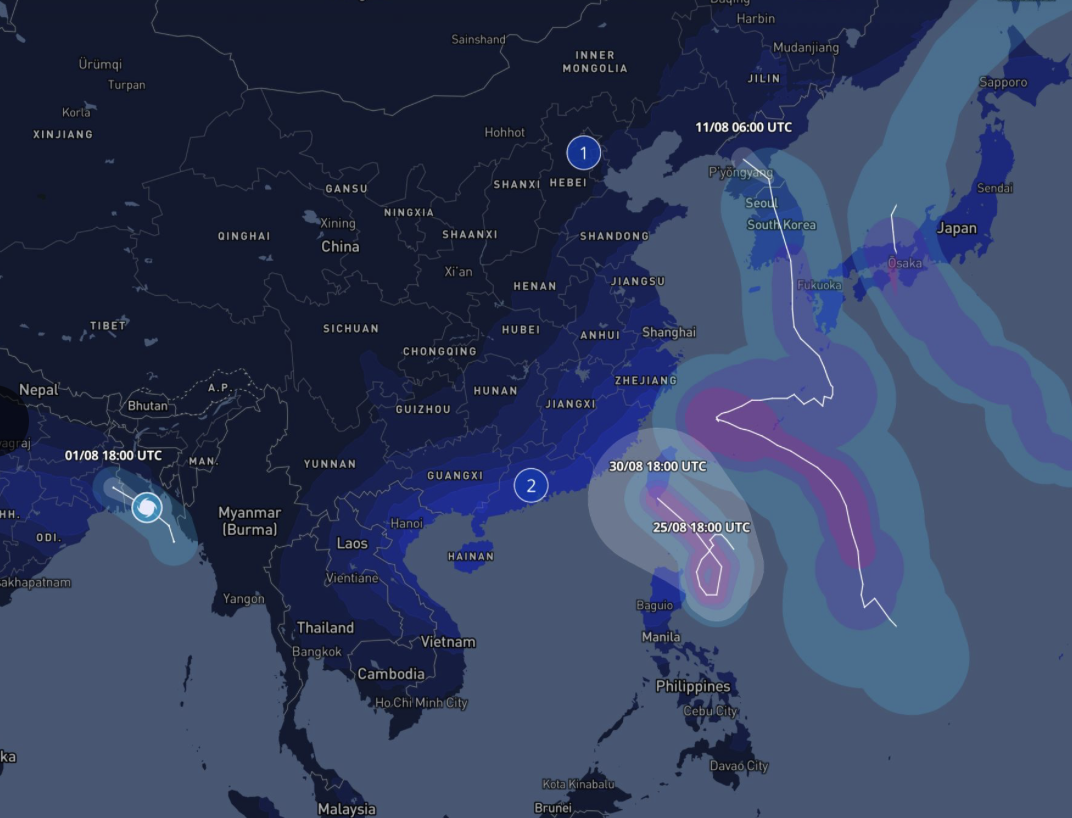 Daqing
Harbin
Sainshand
Mudanjiang
INNER
MONGOLIA
Ürümqi
JILIN
Turpan
Sapporo
Korla
11/08 06:00 UTC
XINJIANG
Hohhot
1
P'yŏngyang
SHANXI
HEBEI
GANSU
Sendai
Seoul
NINGXIA
Xining
South Korea
Japan
QINGHAI
SHAANXI
SHANDONG
China
Ōsaka
Xi'an
JIANGSU
HENAN
Fukuoka
TIBET
SICHUAN
HUBEI
ANHUI
Shanghai
CHONGQING
ZHEJIANG
Nepal
A.P.
HUNAN
Bhutan
GUIZHOU
JIANGXI
yagraj
01/08 18:00 UTC
MAN.
YUNNAN
30/08 18:00 UTC
GUANGXI
2
HH.
Myanmar
(Burma)
Hanoi
25/08 18:00 UTC
ODI.
Laos
HAINAN
akhapatnam
Vientiane
Yangon
Baguio
Thailand
Manila
Vietnam
Bangkok
Cambodia
Philippines
Ho Chi Minh City
Cebu City
ka
Davao City
Kota Kinabalu
Malaysia
Brunei